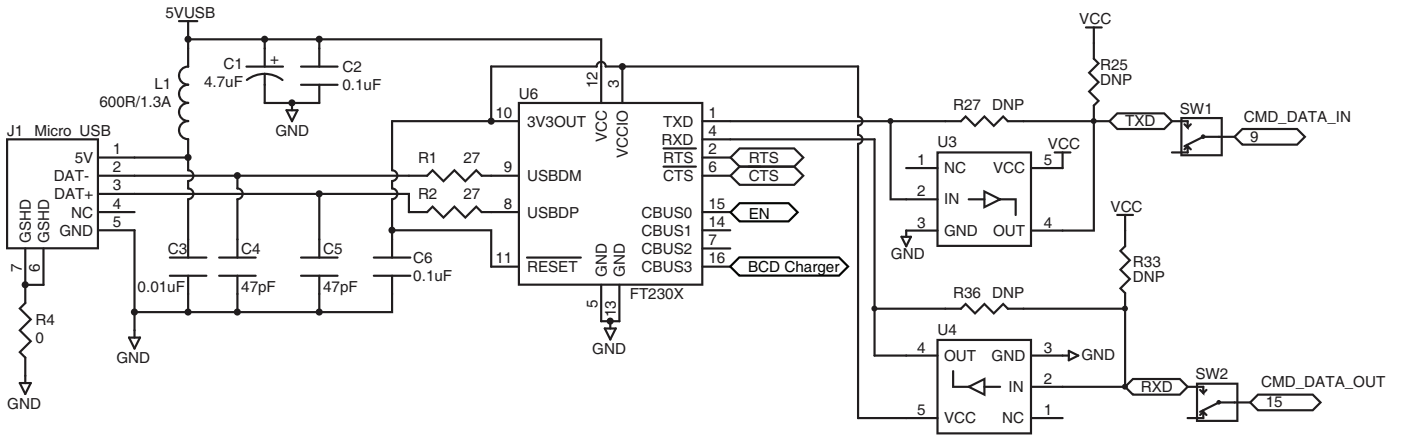 5VUSB
C1
+
4.7uF
C2
0.1uF
GND
L1
600R/1.3A
J1 Micro USB
5V 1
DAT- 2
DAT+ 3
NC 4
GND 5
GSHD
GSHD
7
6
R4
0
GND
GND
C3
0.01uF
C4
47pF
C5
47pF
C6
0.1uF
R1 27
R2 27
U6
10 3V3OUT
9 USBDM
8 USBDP
11 RESET
12
3
VCC
VCCIO
TXD 1
RXD 4
RTS 2
CTS 6
CBUS0 15
CBUS1 14
CBUS2 7
CBUS3 16
GND
GND
5
13
FT230X
GND
RTS
CTS
EN
BCD Charger
VCC
R25
DNP
R27 DNP
TXD
SW1
CMD_DATA_IN
9
U3
1 NC
2 IN
3 GND
VCC 5
OUT 4
VCC
GND
VCC
R33
DNP
R36 DNP
U4
4 OUT
GND 3
GND
IN 2
5 VCC
NC 1
RXD
SW2
CMD_DATA_OUT
15